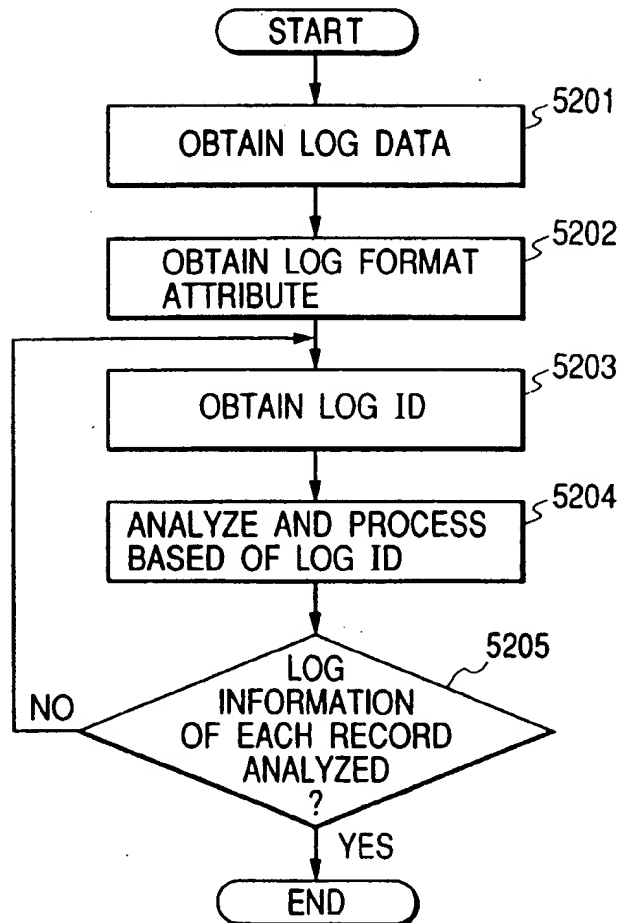 START
5201
OBTAIN LOG DATA
5202
OBTAIN LOG FORMAT
ATTRIBUTE
5203
OBTAIN LOG ID
5204
ANALYZE AND PROCESS
BASED OF LOG ID
5205
LOG
INFORMATION
OF EACH RECORD
ANALYZED
?
NO
YES
END